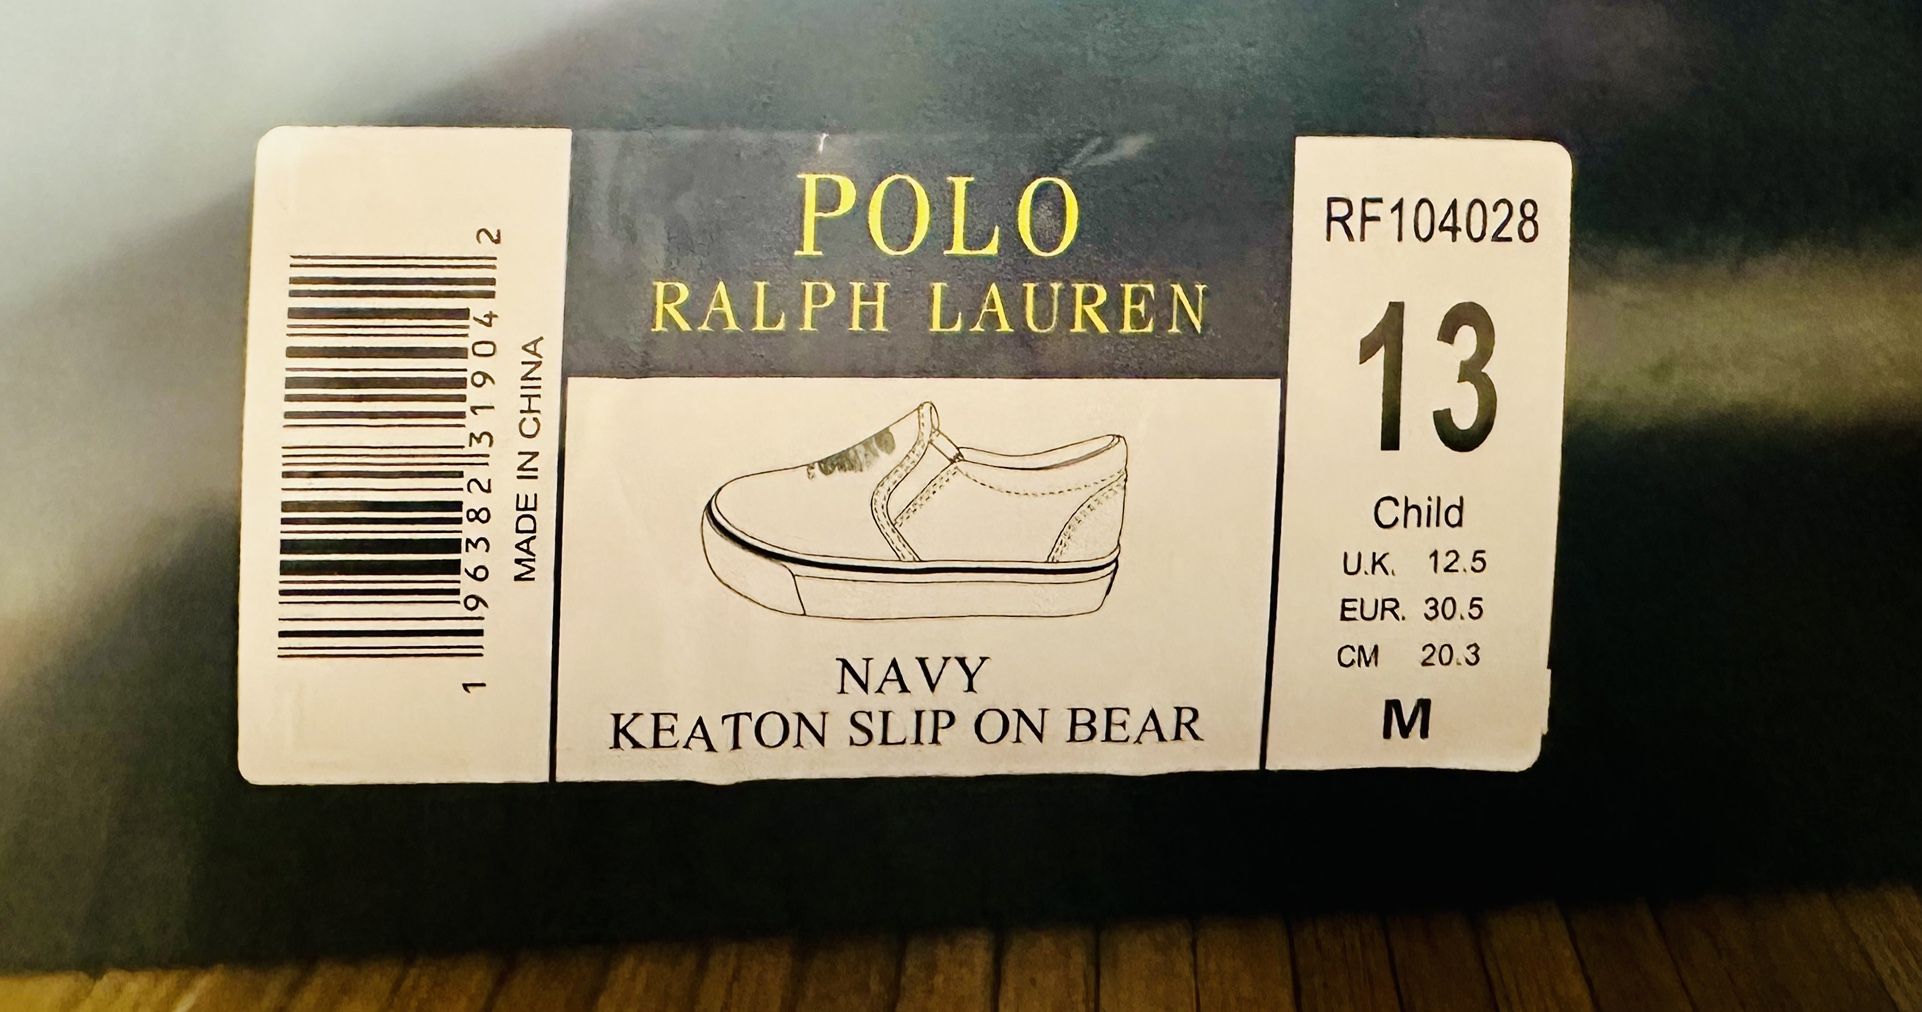 1 96382 31904 2
MADE IN CHINA
POLO
RALPH LAUREN
NAVY
KEATON SLIP ON BEAR
RF104028
13
Child
U.K. 12.5
EUR. 30.5
CM 20.3
M